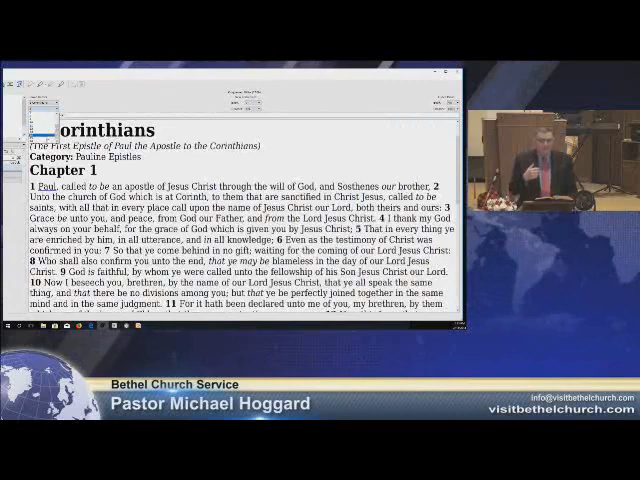 orinthians
(The First Epistle of Paul the Apostle to the Corinthians)
Category: Pauline Epistles
Chapter 1
1 Paul, called to be an apostle of Jesus Christ through the will of God, and Sosthenes our brother, 2
Unto the church of God which is at Corinth, to them that are sanctified in Christ Jesus, called to be
saints, with all that in every place call upon the name of Jesus Christ our Lord, both theirs and ours: 3
Grace be unto you, and peace, from God our Father, and from the Lord Jesus Christ. 4 I thank my God
always on your behalf, for the grace of God which is given you by Jesus Christ; 5 That in every thing ye
are enriched by him, in all utterance, and in all knowledge; 6 Even as the testimony of Christ was
confirmed in you: 7 So that ye come behind in no gift; waiting for the coming of our Lord Jesus Christ:
8 Who shall also confirm you unto the end, that ye may be blameless in the day of our Lord Jesus
Christ. 9 God is faithful, by whom ye were called unto the fellowship of his Son Jesus Christ our Lord.
10 Now I beseech you, brethren, by the name of our Lord Jesus Christ, that ye all speak the same
thing, and that there be no divisions among you; but that ye be perfectly joined together in the same
mind and in the same judgment. 11 For it hath been declared unto me of you, my brethren, by them
Bethel Church Service
Pastor Michael Hoggard
info@visitbethelchurch.com
visitbethelchurch.com